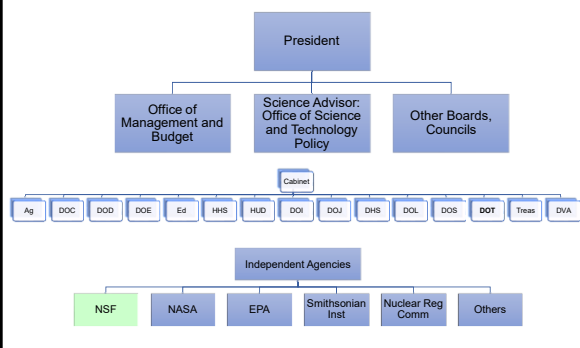 President
Office of
Management and
Budget
Science Advisor:
Office of Science
and Technology
Policy
Other Boards,
Councils
Cabinet
Ag
DOC
DOD
DOE
Ed
HHS
HUD
DOI
DOJ
DHS
DOL
DOS
DOT
Treas
DVA
Independent Agencies
NSF
NASA
EPA
Smithsonian
Inst
Nuclear Reg
Comm
Others